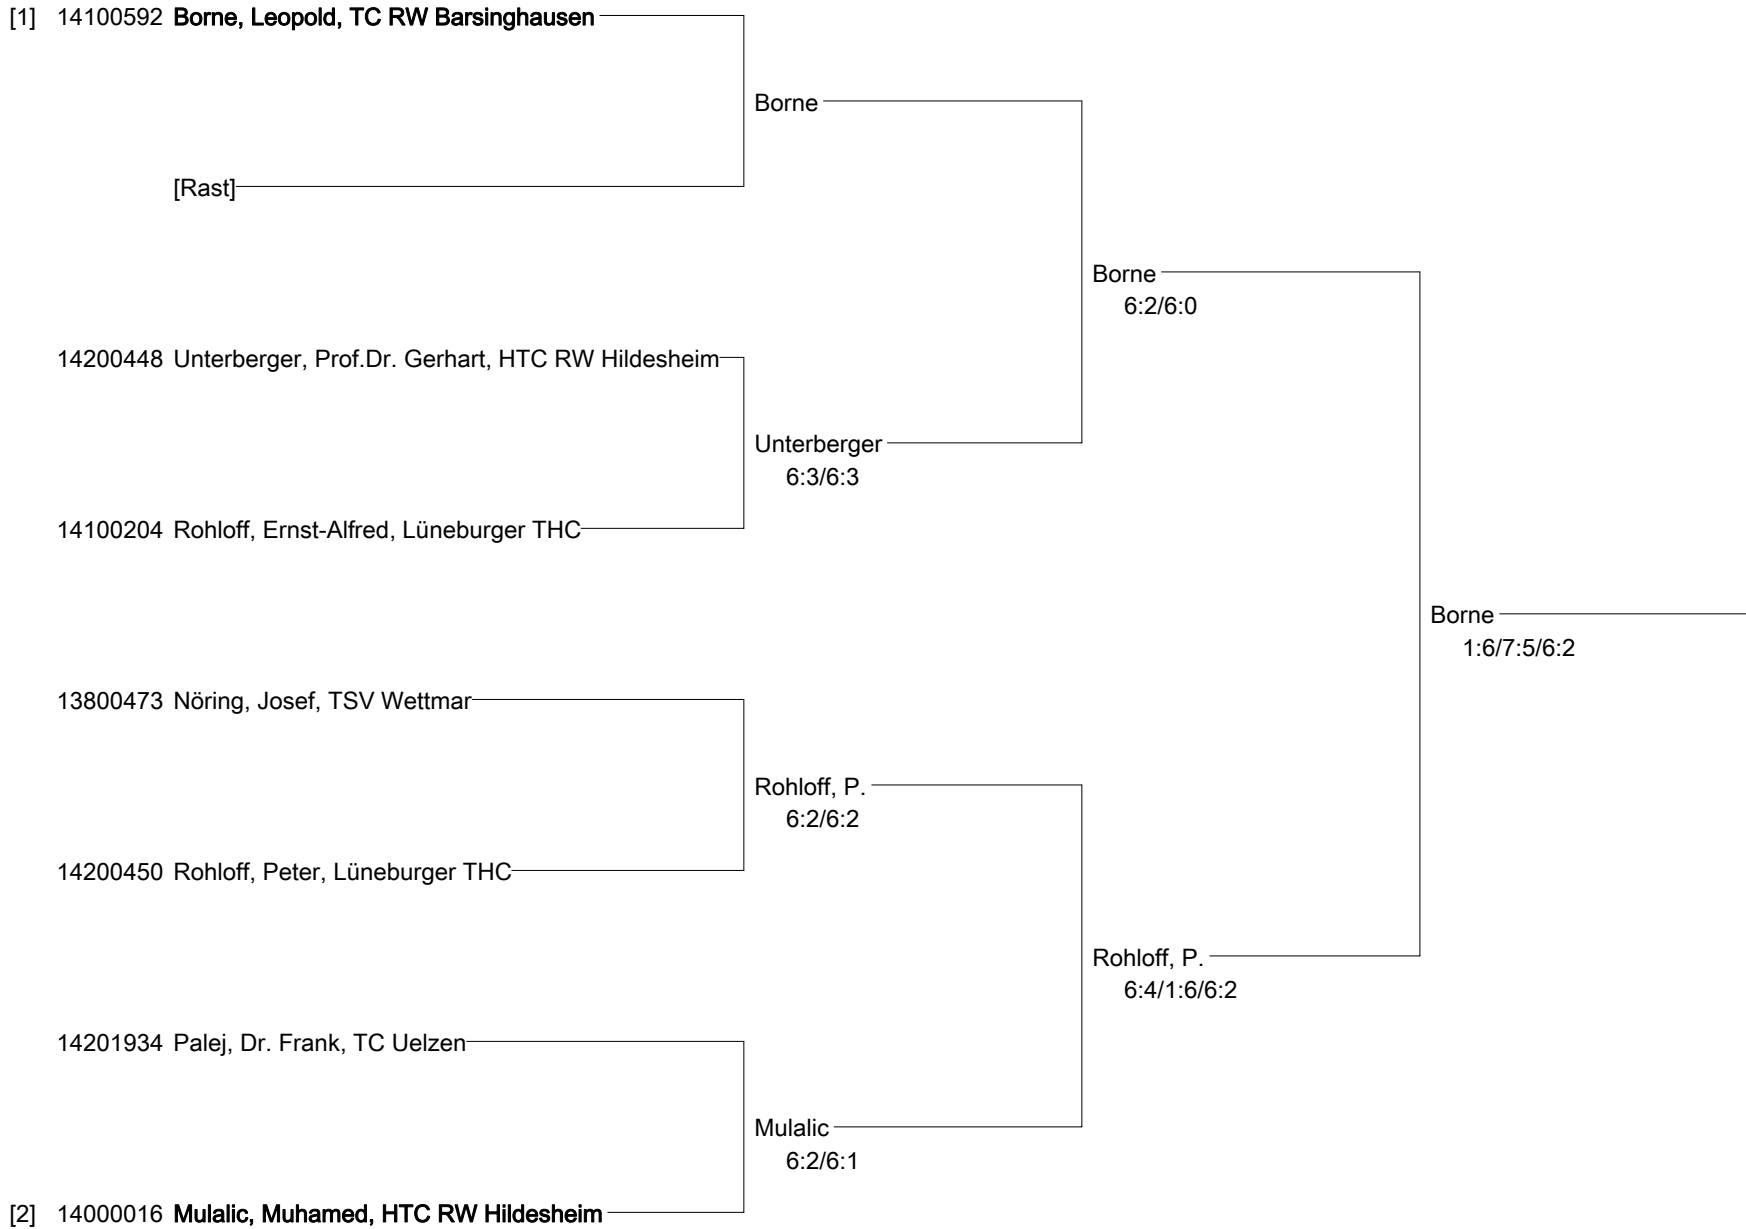 [1] 14100592 Borne, Leopold, TC RW Barsinghausen
Borne
[Rast]
Borne
6:2/6:0
14200448 Unterberger, Prof.Dr. Gerhart, HTC RW Hildesheim
Unterberger
6:3/6:3
14100204 Rohloff, Ernst-Alfred, Lüneburger THC
Borne
1:6/7:5/6:2
13800473 Nöring, Josef, TSV Wettmar
Rohloff, P.
6:2/6:2
14200450 Rohloff, Peter, Lüneburger THC
Rohloff, P.
6:4/1:6/6:2
14201934 Palej, Dr. Frank, TC Uelzen
Mulalic
6:2/6:1
[2] 14000016 Mulalic, Muhamed, HTC RW Hildesheim